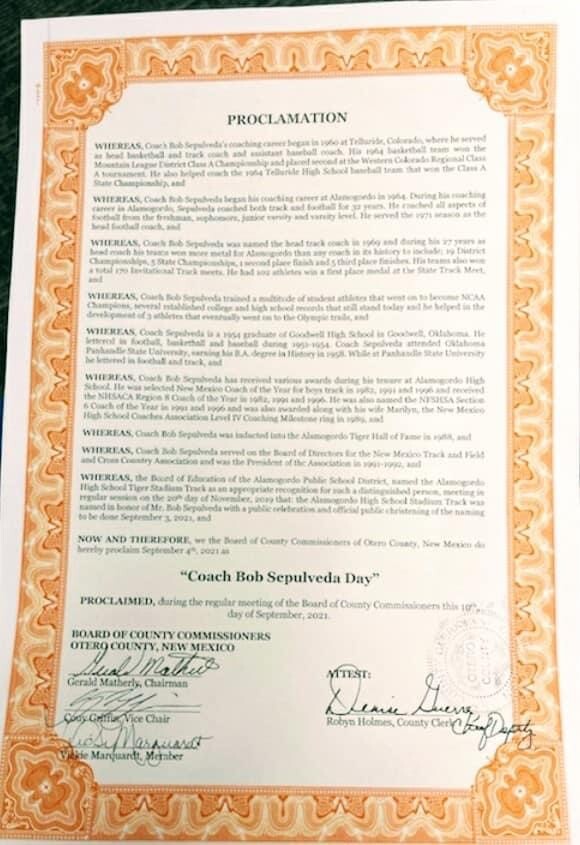 PROCLAMATION
WHEREAS, Coach Bob Sepulveda's coaching career began in 1960 at Telluride, Colorado, where he served
as head basketball and track coach and assistant baseball coach. His 1964 basketball team won the
Mountain League District Class A Championship and placed second at the Western Colorado Regional Class
A tournament. He also helped coach the 1964 Telluride High School baseball team that won the Class A
State Championship, and
WHEREAS, Coach Bob Sepulveda began his coaching career at Alamogordo in 1964. During his coaching
career in Alamogordo, Sepulveda coached both track and football for 32 years. He coached all aspects of
football from the freshman, sophomore, junior varsity and varsity level. He served the 1971 season as the
head football coach, and
WHEREAS, Coach Bob Sepulveda was named the head track coach in 1969 and during his 27 years as
head coach his teams won more metal for Alamogordo than any coach in its history to include; 19 District
Championships, 5 State Championships, 1 second place finish and 5 third place finishes. His teams also won
a total 170 Invitational Track meets. He had 102 athletes win a first place medal at the State Track Meet,
and
WHEREAS, Coach Bob Sepulveda trained a multitude of student athletes that went on to become NCAA
Champions, several established college and high school records that still stand today and he helped in the
development of 3 athletes that eventually went on to the Olympic trails, and
WHEREAS, Coach Sepulveda is a 1954 graduate of Goodwell High School in Goodwell, Oklahoma. He
lettered in football, basketball and baseball during 1952-1954. Coach Sepulveda attended Oklahoma
Panhandle State University, earning his B.A. degree in History in 1958. While at Panhandle State University
he lettered in football and track, and
WHEREAS, Coach Bob Sepulveda has received various awards during his tenure at Alamogordo High
School. He was selected New Mexico Coach of the Year for boys track in 1982, 1991 and 1996 and received
the NHSACA Region 8 Coach of the Year in 1982, 1991 and 1996. He was also named the NFSHSA Section
6 Coach of the Year in 1991 and 1996 and was also awarded along with his wife Marilyn, the New Mexico
High School Coaches Association Level IV Coaching Milestone ring in 1989, and
WHEREAS, Coach Bob Sepulveda was inducted into the Alamogordo Tiger Hall of Fame in 1988, and
WHEREAS, Coach Bob Sepulveda served on the Board of Directors for the New Mexico Track and Field
and Cross Country Association and was the President of the Association in 1991-1992, and
WHEREAS, the Board of Education of the Alamogordo Public School District, named the Alamogordo
High School Tiger Stadium Track as an appropriate recognition for such a distinguished person, meeting in
regular session on the 20th day of November, 2019 that: the Alamogordo High School Stadium Track was
named in honor of Mr. Bob Sepulveda with a public celebration and official public christening of the naming
to be done September 3, 2021, and
NOW AND THEREFORE, we the Board of County Commissioners of Otero County, New Mexico do
hereby proclaim September 4th, 2021 as
"Coach Bob Sepulveda Day"
PROCLAIMED, during the regular meeting of the Board of County Commissioners this 10th
day of September, 2021.
BOARD OF COUNTY COMMISSIONERS
OTERO COUNTY, NEW MEXICO
Gerald Matherly
Gerald Matherly, Chairman
Couy Griffin, Vice Chair
Vickie Marquardt
Vickie Marquardt, Member
ATTEST:
Denise Guerra
Robyn Holmes, County Clerk
Chief Deputy